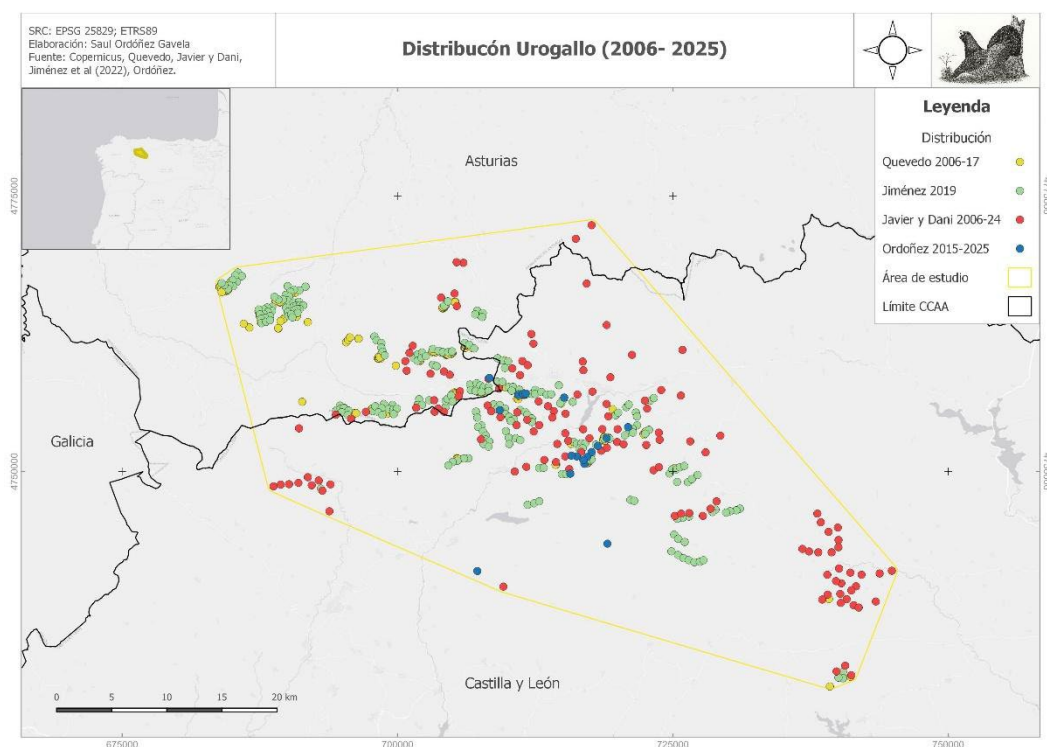 SRC: EPSG 25829; ETRS89
Elaboración: Saul Ordóñez Gavela
Fuente: Copernicus, Quevedo, Javier y Dani,
Jiménez et al (2022), Ordóñez.
Distribucón Urogallo (2006- 2025)
Leyenda
Distribución
Quevedo 2006-17
Jiménez 2019
Javier y Dani 2006-24
Ordoñez 2015-2025
Área de estudio
Límite CCAA
Asturias
Galicia
Castilla y León
4775000
4750000
4750000
0 5 10 15 20 km
675000 700000 725000 750000